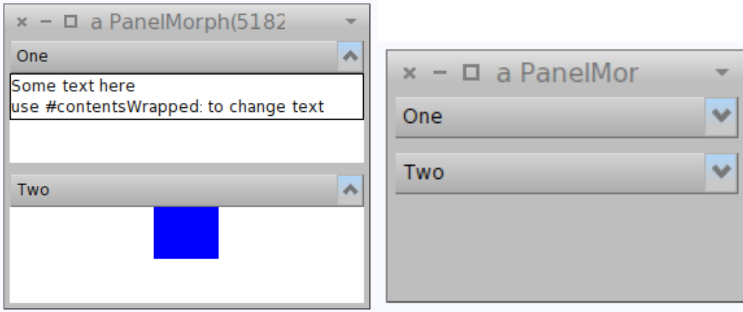 a PanelMorph(5182
One
Some text here
use #contentsWrapped: to change text
Two
a PanelMor
One
Two